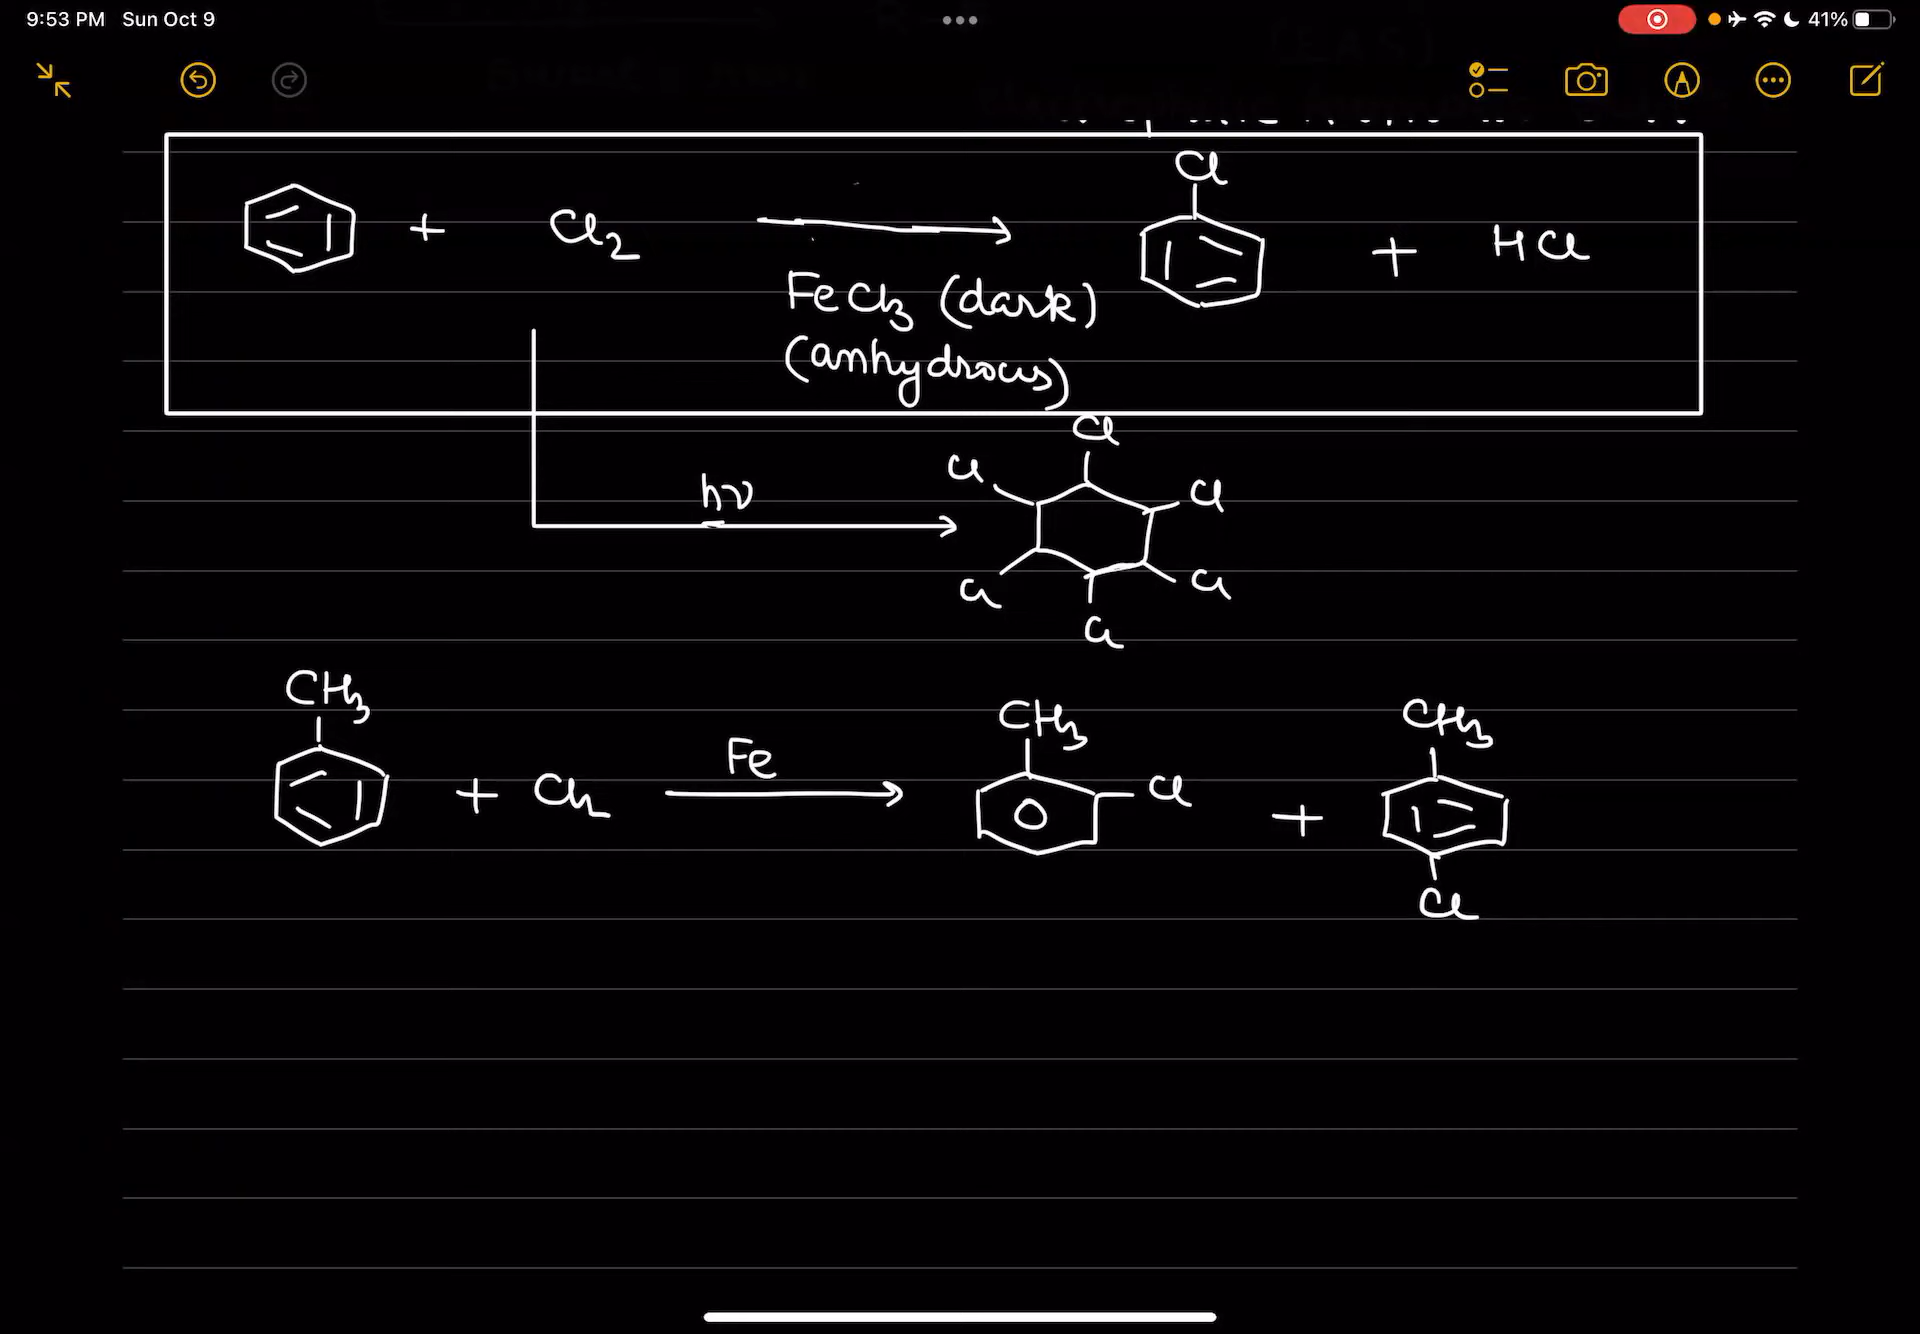 9:53 PM Sun Oct 9
41%
Cl
+ Cl2 + HCl
FeCl3 (dark)
(anhydrous)
Cl
Cl Cl
hν
Cl Cl
Cl
CH3 CH3 CH3
Fe
+ Cl2 Cl +
Cl